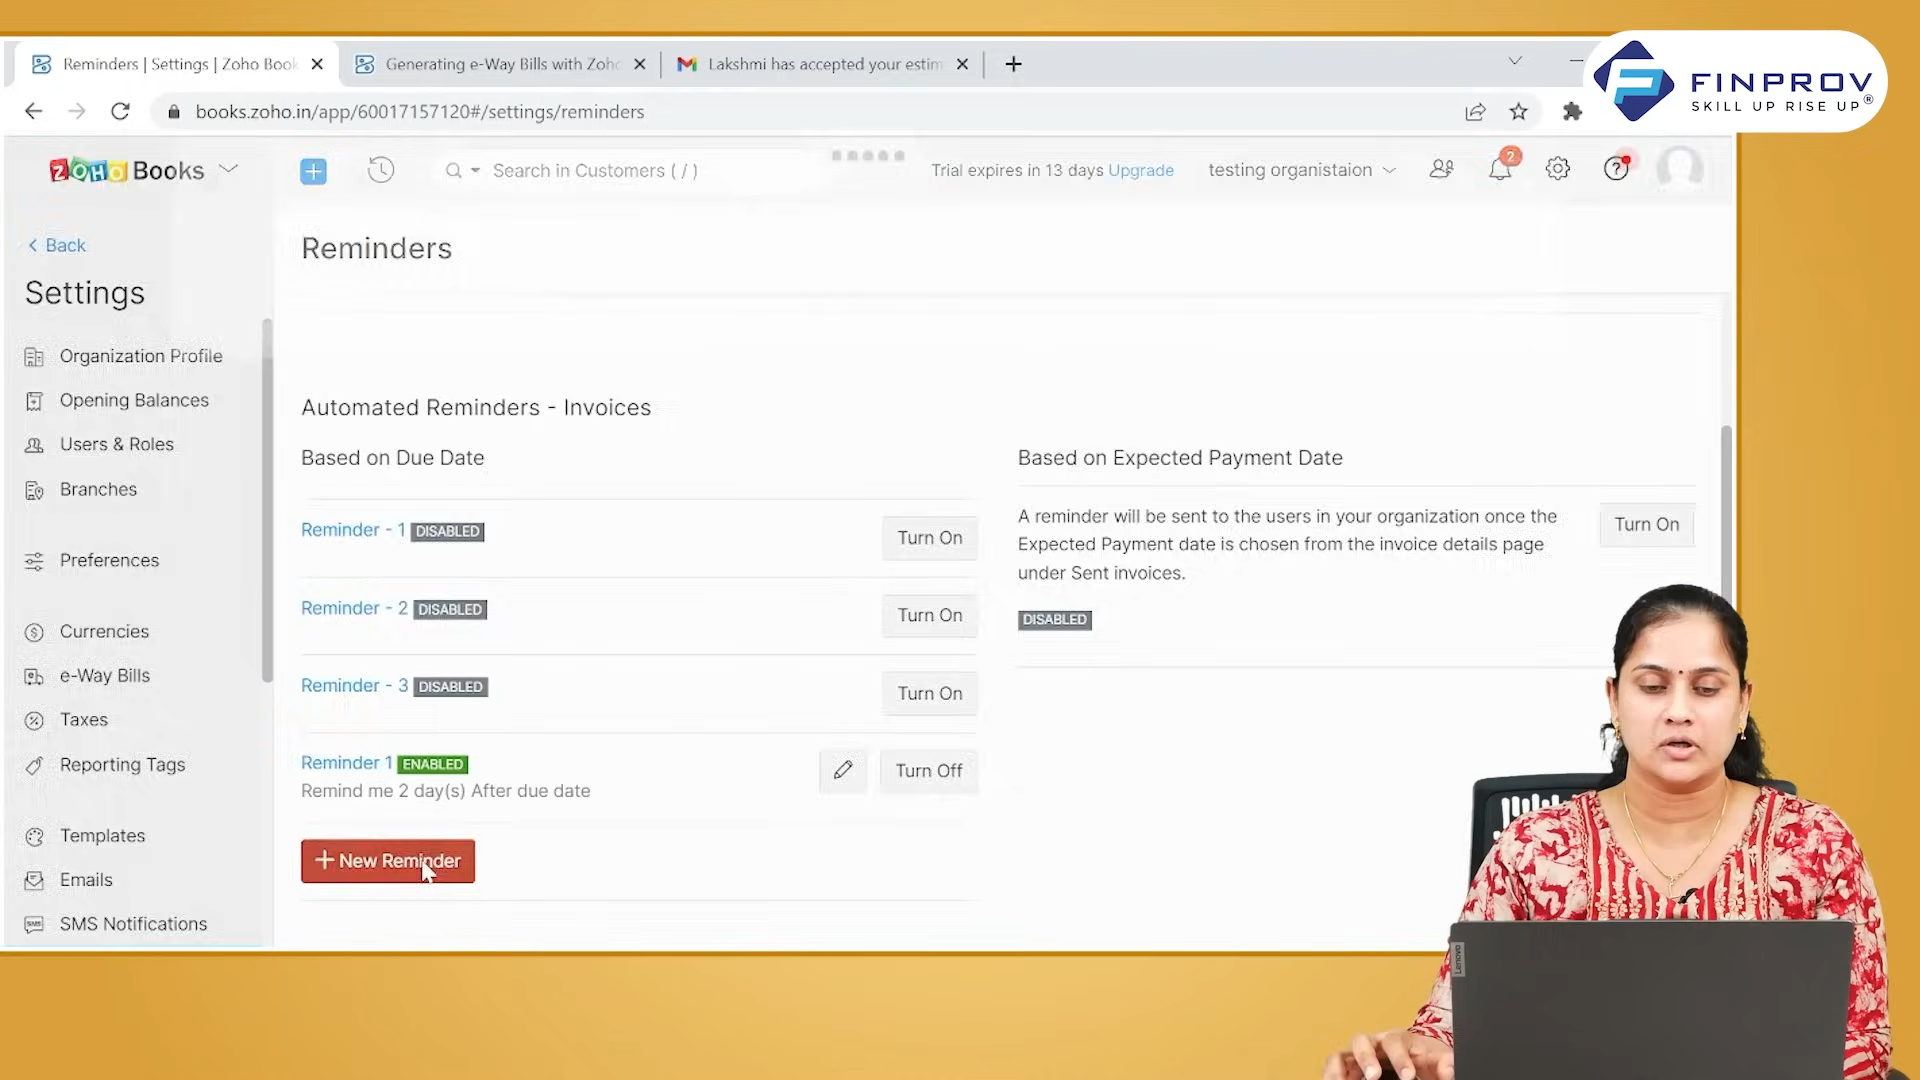 Reminders | Settings | Zoho Book
Generating e-Way Bills with Zoho
Lakshmi has accepted your estim
FINPROV
SKILL UP RISE UP®
books.zoho.in/app/60017157120#/settings/reminders
ZOHO Books
Search in Customers ( / )
Trial expires in 13 days Upgrade
testing organistaion
2
Back
Settings
Organization Profile
Opening Balances
Users & Roles
Branches
Preferences
Currencies
e-Way Bills
Taxes
Reporting Tags
Templates
Emails
SMS Notifications
Reminders
Automated Reminders - Invoices
Based on Due Date
Reminder - 1 DISABLED
Turn On
Reminder - 2 DISABLED
Turn On
Reminder - 3 DISABLED
Turn On
Reminder 1 ENABLED
Remind me 2 day(s) After due date
Turn Off
+ New Reminder
Based on Expected Payment Date
A reminder will be sent to the users in your organization once the
Expected Payment date is chosen from the invoice details page
under Sent invoices.
Turn On
DISABLED
Lenovo